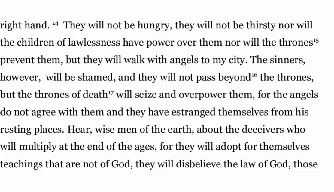 right hand. ¹⁴ They will not be hungry, they will not be thirsty nor will
the children of lawlessness have power over them nor will the thrones¹⁵
prevent them, but they will walk with angels to my city. The sinners,
however, will be shamed, and they will not pass beyond¹⁶ the thrones,
but the thrones of death¹⁷ will seize and overpower them, for the angels
do not agree with them and they have estranged themselves from his
resting places. Hear, wise men of the earth, about the deceivers who
will multiply at the end of the ages, for they will adopt for themselves
teachings that are not of God, they will disbelieve the law of God, those